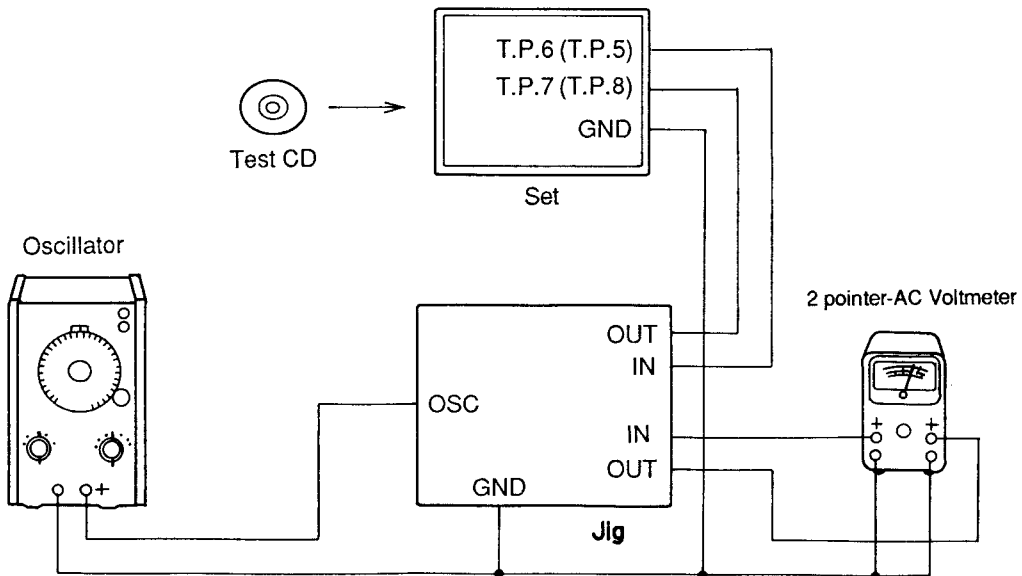 T.P.6 (T.P.5)
T.P.7 (T.P.8)
GND
Test CD
Set
Oscillator
2 pointer-AC Voltmeter
OUT
IN
OSC
IN
OUT
GND
Jig
+
+
+